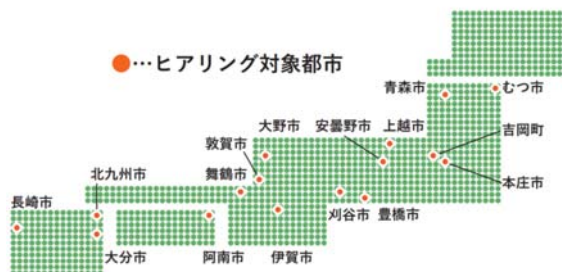 ●…ヒアリング対象都市
青森市
むつ市
大野市
安曇野市
上越市
吉岡町
敦賀市
北九州市
舞鶴市
本庄市
長崎市
刈谷市
豊橋市
大分市
阿南市
伊賀市